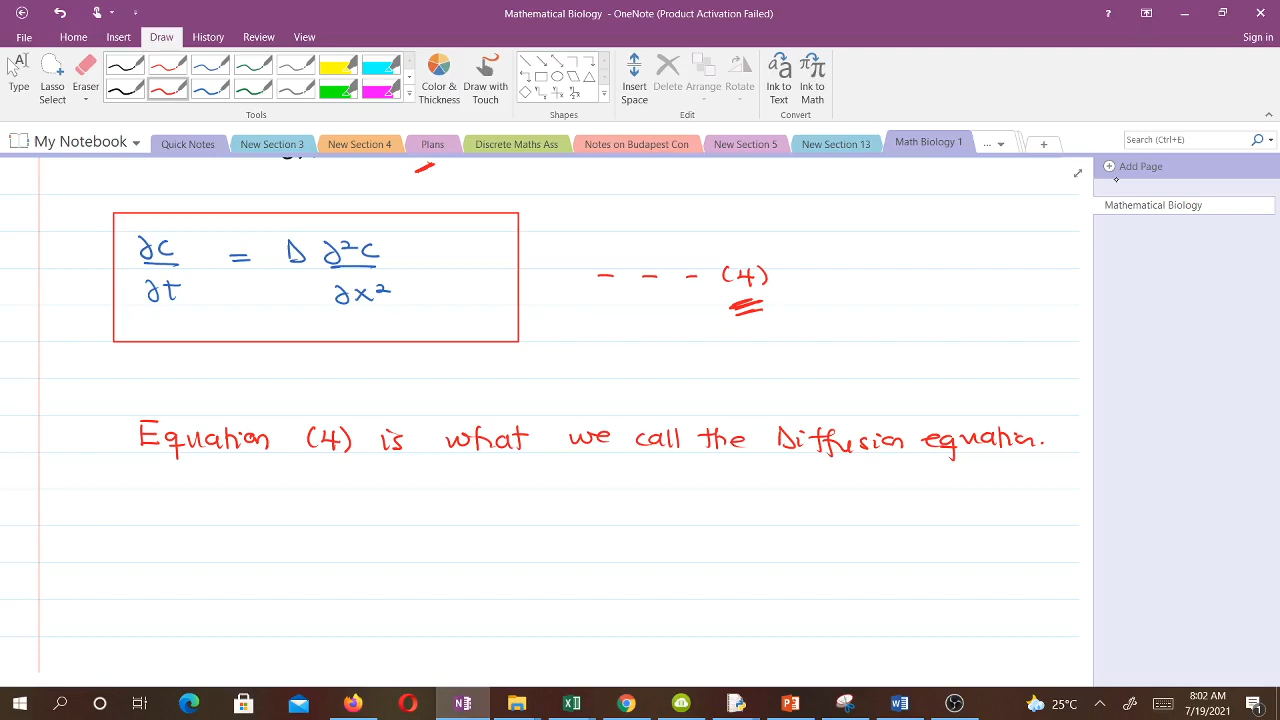 Mathematical Biology - OneNote (Product Activation Failed)
File Home Insert Draw History Review View Sign in
Type Lasso Select Eraser Color & Thickness Draw with Touch Insert Space Delete Arrange Rotate Ink to Text Ink to Math
Tools Shapes Edit Convert
My Notebook Quick Notes New Section 3 New Section 4 Plans Discrete Maths Ass Notes on Budapest Con New Section 5 New Section 13 Math Biology 1 ... + Search (Ctrl+E)
Add Page
Mathematical Biology
∂C/∂t = D ∂²C/∂x² - - - (4)
Equation (4) is what we call the Diffusion equation.
25°C 8:02 AM
7/19/2021